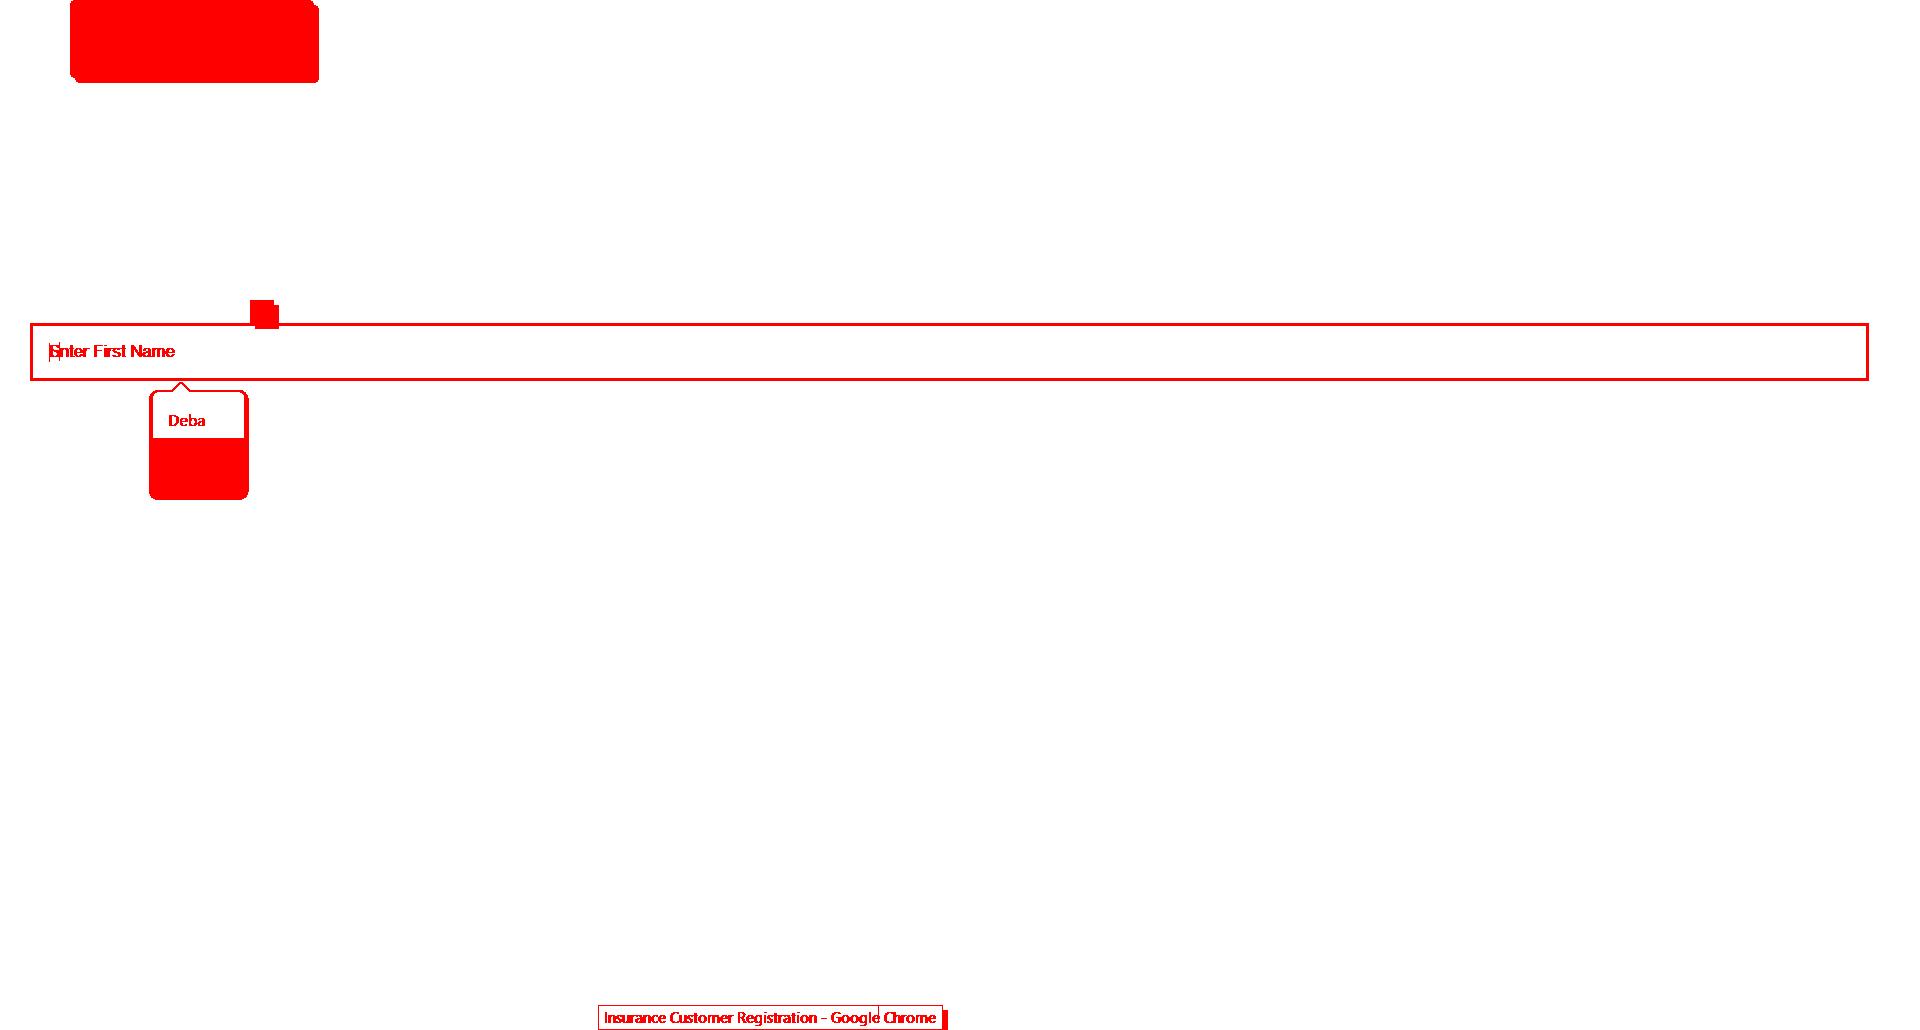 Enter First Name
Deba
Insurance Customer Registration - Google Chrome